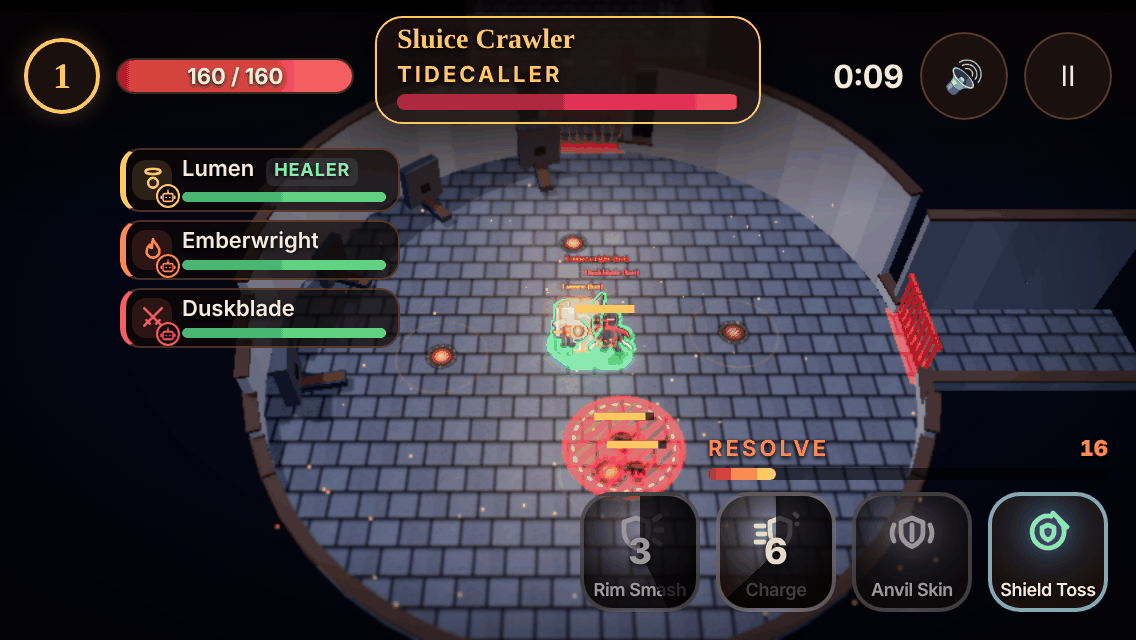 1
160 / 160
Sluice Crawler
TIDECALLER
0:09
Lumen HEALER
Emberwright
Duskblade
RESOLVE 16
3
Rim Smash
6
Charge
Anvil Skin
Shield Toss